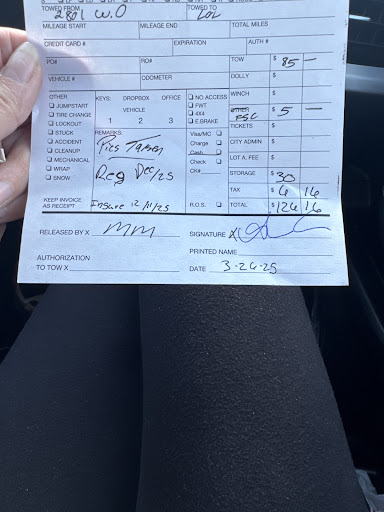 TOWED FROM TOWED TO
2801 W.O LOL
MILEAGE START MILEAGE END TOTAL MILES
CREDIT CARD # EXPIRATION AUTH #
PO# RO# TOW $ 85 —
VEHICLE # ODOMETER DOLLY $
OTHER KEYS: DROPBOX OFFICE NO ACCESS WINCH $
JUMPSTART VEHICLE FWT
TIRE CHANGE 1 2 3 4X4 OTHER FSC $ 5 —
LOCKOUT E.BRAKE
STUCK REMARKS: TICKETS $
ACCIDENT Pics Taken Visa/MC
CLEANUP Charge CITY ADMIN $
MECHANICAL Reg Dec/25 Cash
WRAP Check LOT A. FEE $
SNOW CK# STORAGE $ 30
TAX $ 6 16
KEEP INVOICE AS RECEIPT Insure 12/11/25 R.O.S. TOTAL $ 126 16
RELEASED BY X MM SIGNATURE X
PRINTED NAME
AUTHORIZATION
TO TOW X DATE 3-26-25